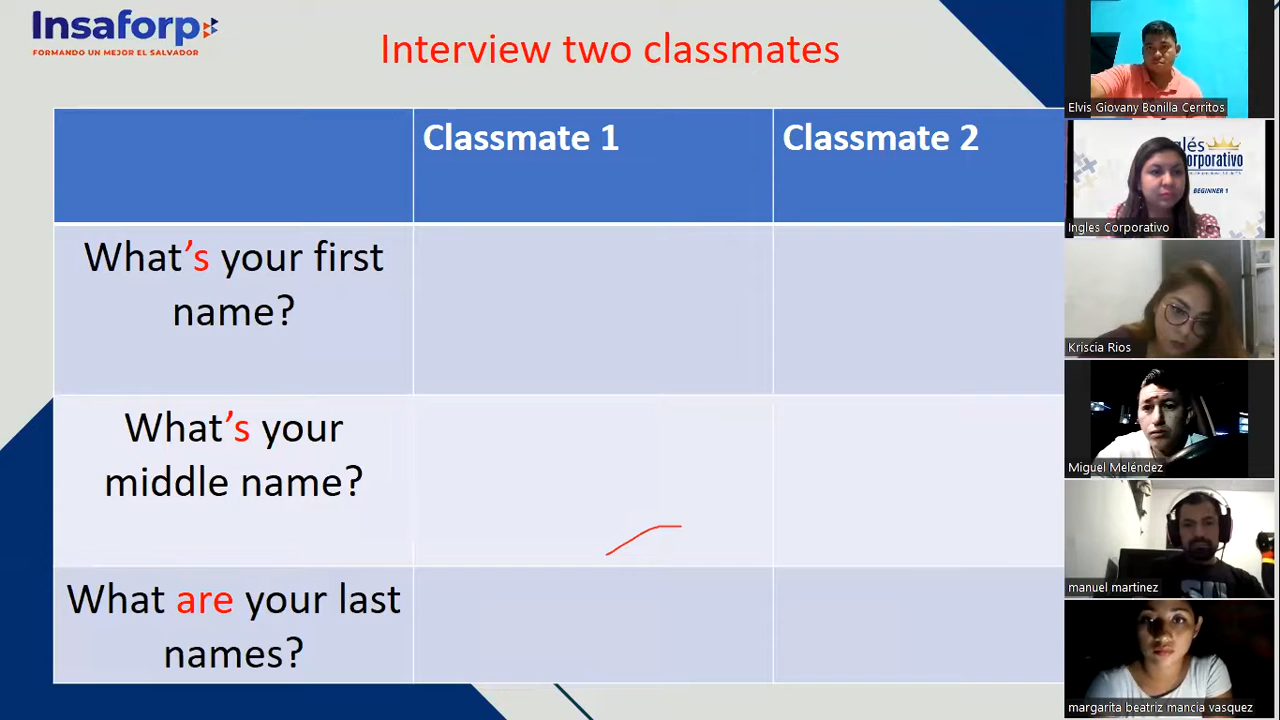 Insaforp
FORMANDO UN MEJOR EL SALVADOR
Interview two classmates
Classmate 1
Classmate 2
What's your first
name?
What's your
middle name?
What are your last
names?
Elvis Giovany Bonilla Cerritos
glés
orporativo
BEGINNER 1
Ingles Corporativo
Kriscia Rios
Miguel Meléndez
manuel martinez
margarita beatriz mancia vasquez